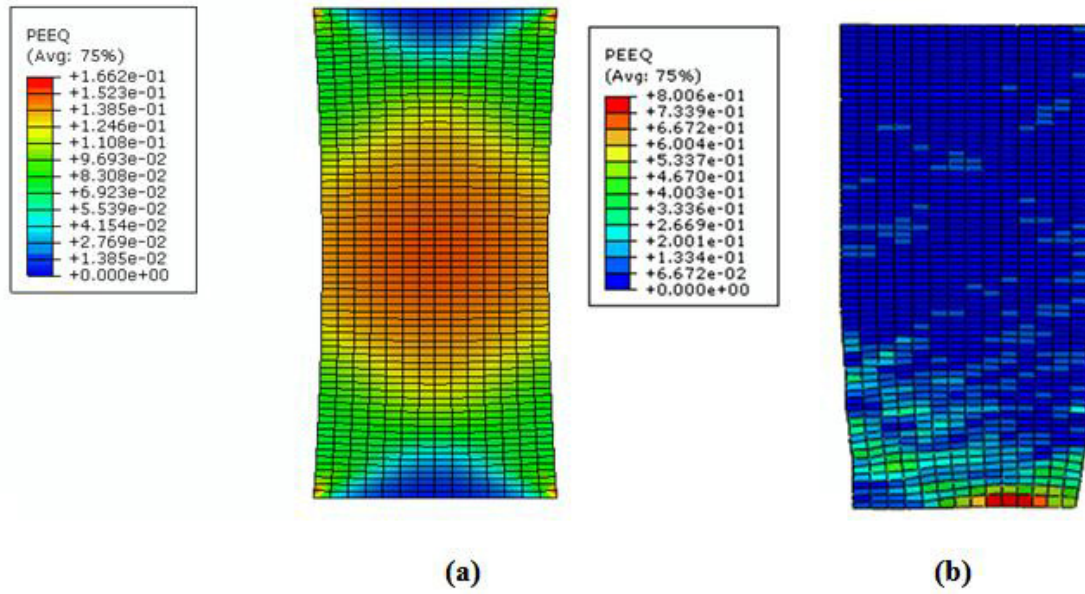 PEEQ
(Avg: 75%)
+1.662e-01
+1.523e-01
+1.385e-01
+1.246e-01
+1.108e-01
+9.693e-02
+8.308e-02
+6.923e-02
+5.539e-02
+4.154e-02
+2.769e-02
+1.385e-02
+0.000e+00
PEEQ
(Avg: 75%)
+8.006e-01
+7.339e-01
+6.672e-01
+6.004e-01
+5.337e-01
+4.670e-01
+4.003e-01
+3.336e-01
+2.669e-01
+2.001e-01
+1.334e-01
+6.672e-02
+0.000e+00
(a)
(b)